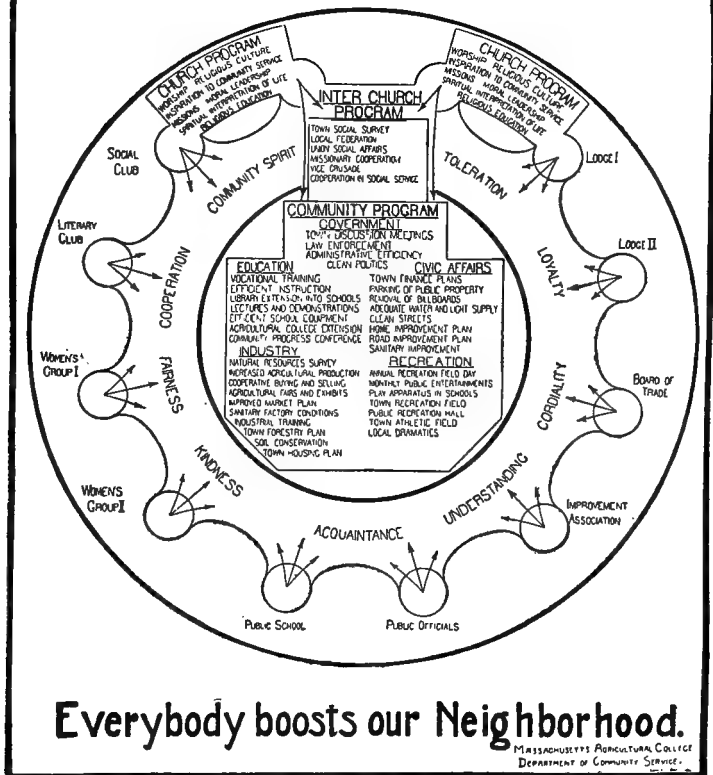 CHURCH PROGRAM
WORSHIP RELIGIOUS CULTURE
INSPIRATION TO COMMUNITY SERVICE
MISSIONS MORAL LEADERSHIP
SPIRITUAL INTERPRETATION OF LIFE
RELIGIOUS EDUCATION
CHURCH PROGRAM
WORSHIP RELIGIOUS CULTURE
INSPIRATION TO COMMUNITY SERVICE
MISSIONS MORAL LEADERSHIP
SPIRITUAL INTERPRETATION OF LIFE
RELIGIOUS EDUCATION
INTER CHURCH
PROGRAM
TOWN SOCIAL SURVEY
LOCAL FEDERATION
UNION SOCIAL AFFAIRS
MISSIONARY COOPERATION
VICE CRUSADE
COOPERATION IN SOCIAL SERVICE
SOCIAL
CLUB
COMMUNITY SPIRIT
TOLERATION
LODGE I
LITERARY
CLUB
COOPERATION
LOYALTY
LODGE II
COMMUNITY PROGRAM
GOVERNMENT
TOWN DISCUSSION MEETINGS
LAW ENFORCEMENT
ADMINISTRATIVE EFFICIENCY
CLEAN POLITICS
EDUCATION
VOCATIONAL TRAINING
EFFICIENT INSTRUCTION
LIBRARY EXTENSION INTO SCHOOLS
LECTURES AND DEMONSTRATIONS
EFFICIENT SCHOOL EQUIPMENT
AGRICULTURAL COLLEGE EXTENSION
COMMUNITY PROGRESS CONFERENCE
INDUSTRY
NATURAL RESOURCES SURVEY
INCREASED AGRICULTURAL PRODUCTION
COOPERATIVE BUYING AND SELLING
AGRICULTURAL FAIRS AND EXHIBITS
IMPROVED MARKET PLAN
SANITARY FACTORY CONDITIONS
INDUSTRIAL TRAINING
TOWN FORESTRY PLAN
SOIL CONSERVATION
TOWN HOUSING PLAN
CIVIC AFFAIRS
TOWN FINANCE PLANS
PARKING OF PUBLIC PROPERTY
REMOVAL OF BILLBOARDS
ADEQUATE WATER AND LIGHT SUPPLY
CLEAN STREETS
HOME IMPROVEMENT PLAN
ROAD IMPROVEMENT PLAN
SANITARY IMPROVEMENT
RECREATION
ANNUAL RECREATION FIELD DAY
MONTHLY PUBLIC ENTERTAINMENTS
PLAY APPARATUS IN SCHOOLS
TOWN RECREATION FIELD
PUBLIC RECREATION HALL
TOWN ATHLETIC FIELD
LOCAL DRAMATICS
WOMEN'S
GROUP I
FAIRNESS
CORDIALITY
BOARD OF
TRADE
WOMEN'S
GROUP II
KINDNESS
UNDERSTANDING
IMPROVEMENT
ASSOCIATION
ACQUAINTANCE
PUBLIC SCHOOL
PUBLIC OFFICIALS
Everybody boosts our Neighborhood.
MASSACHUSETTS AGRICULTURAL COLLEGE
DEPARTMENT OF COMMUNITY SERVICE.